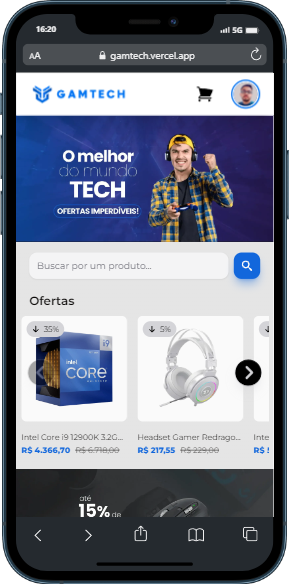 16:20
5G
AA
gamtech.vercel.app
GAMTECH
O melhor
do mundo
TECH
OFERTAS IMPERDÍVEIS!
Buscar por um produto...
Ofertas
35%
5%
intel
CORE
i9
Intel Core i9 12900K 3.2G...
Headset Gamer Redrago...
Inte
R$ 4.366,70 R$ 6.718,00
R$ 217,55 R$ 229,00
R$
até
15% de